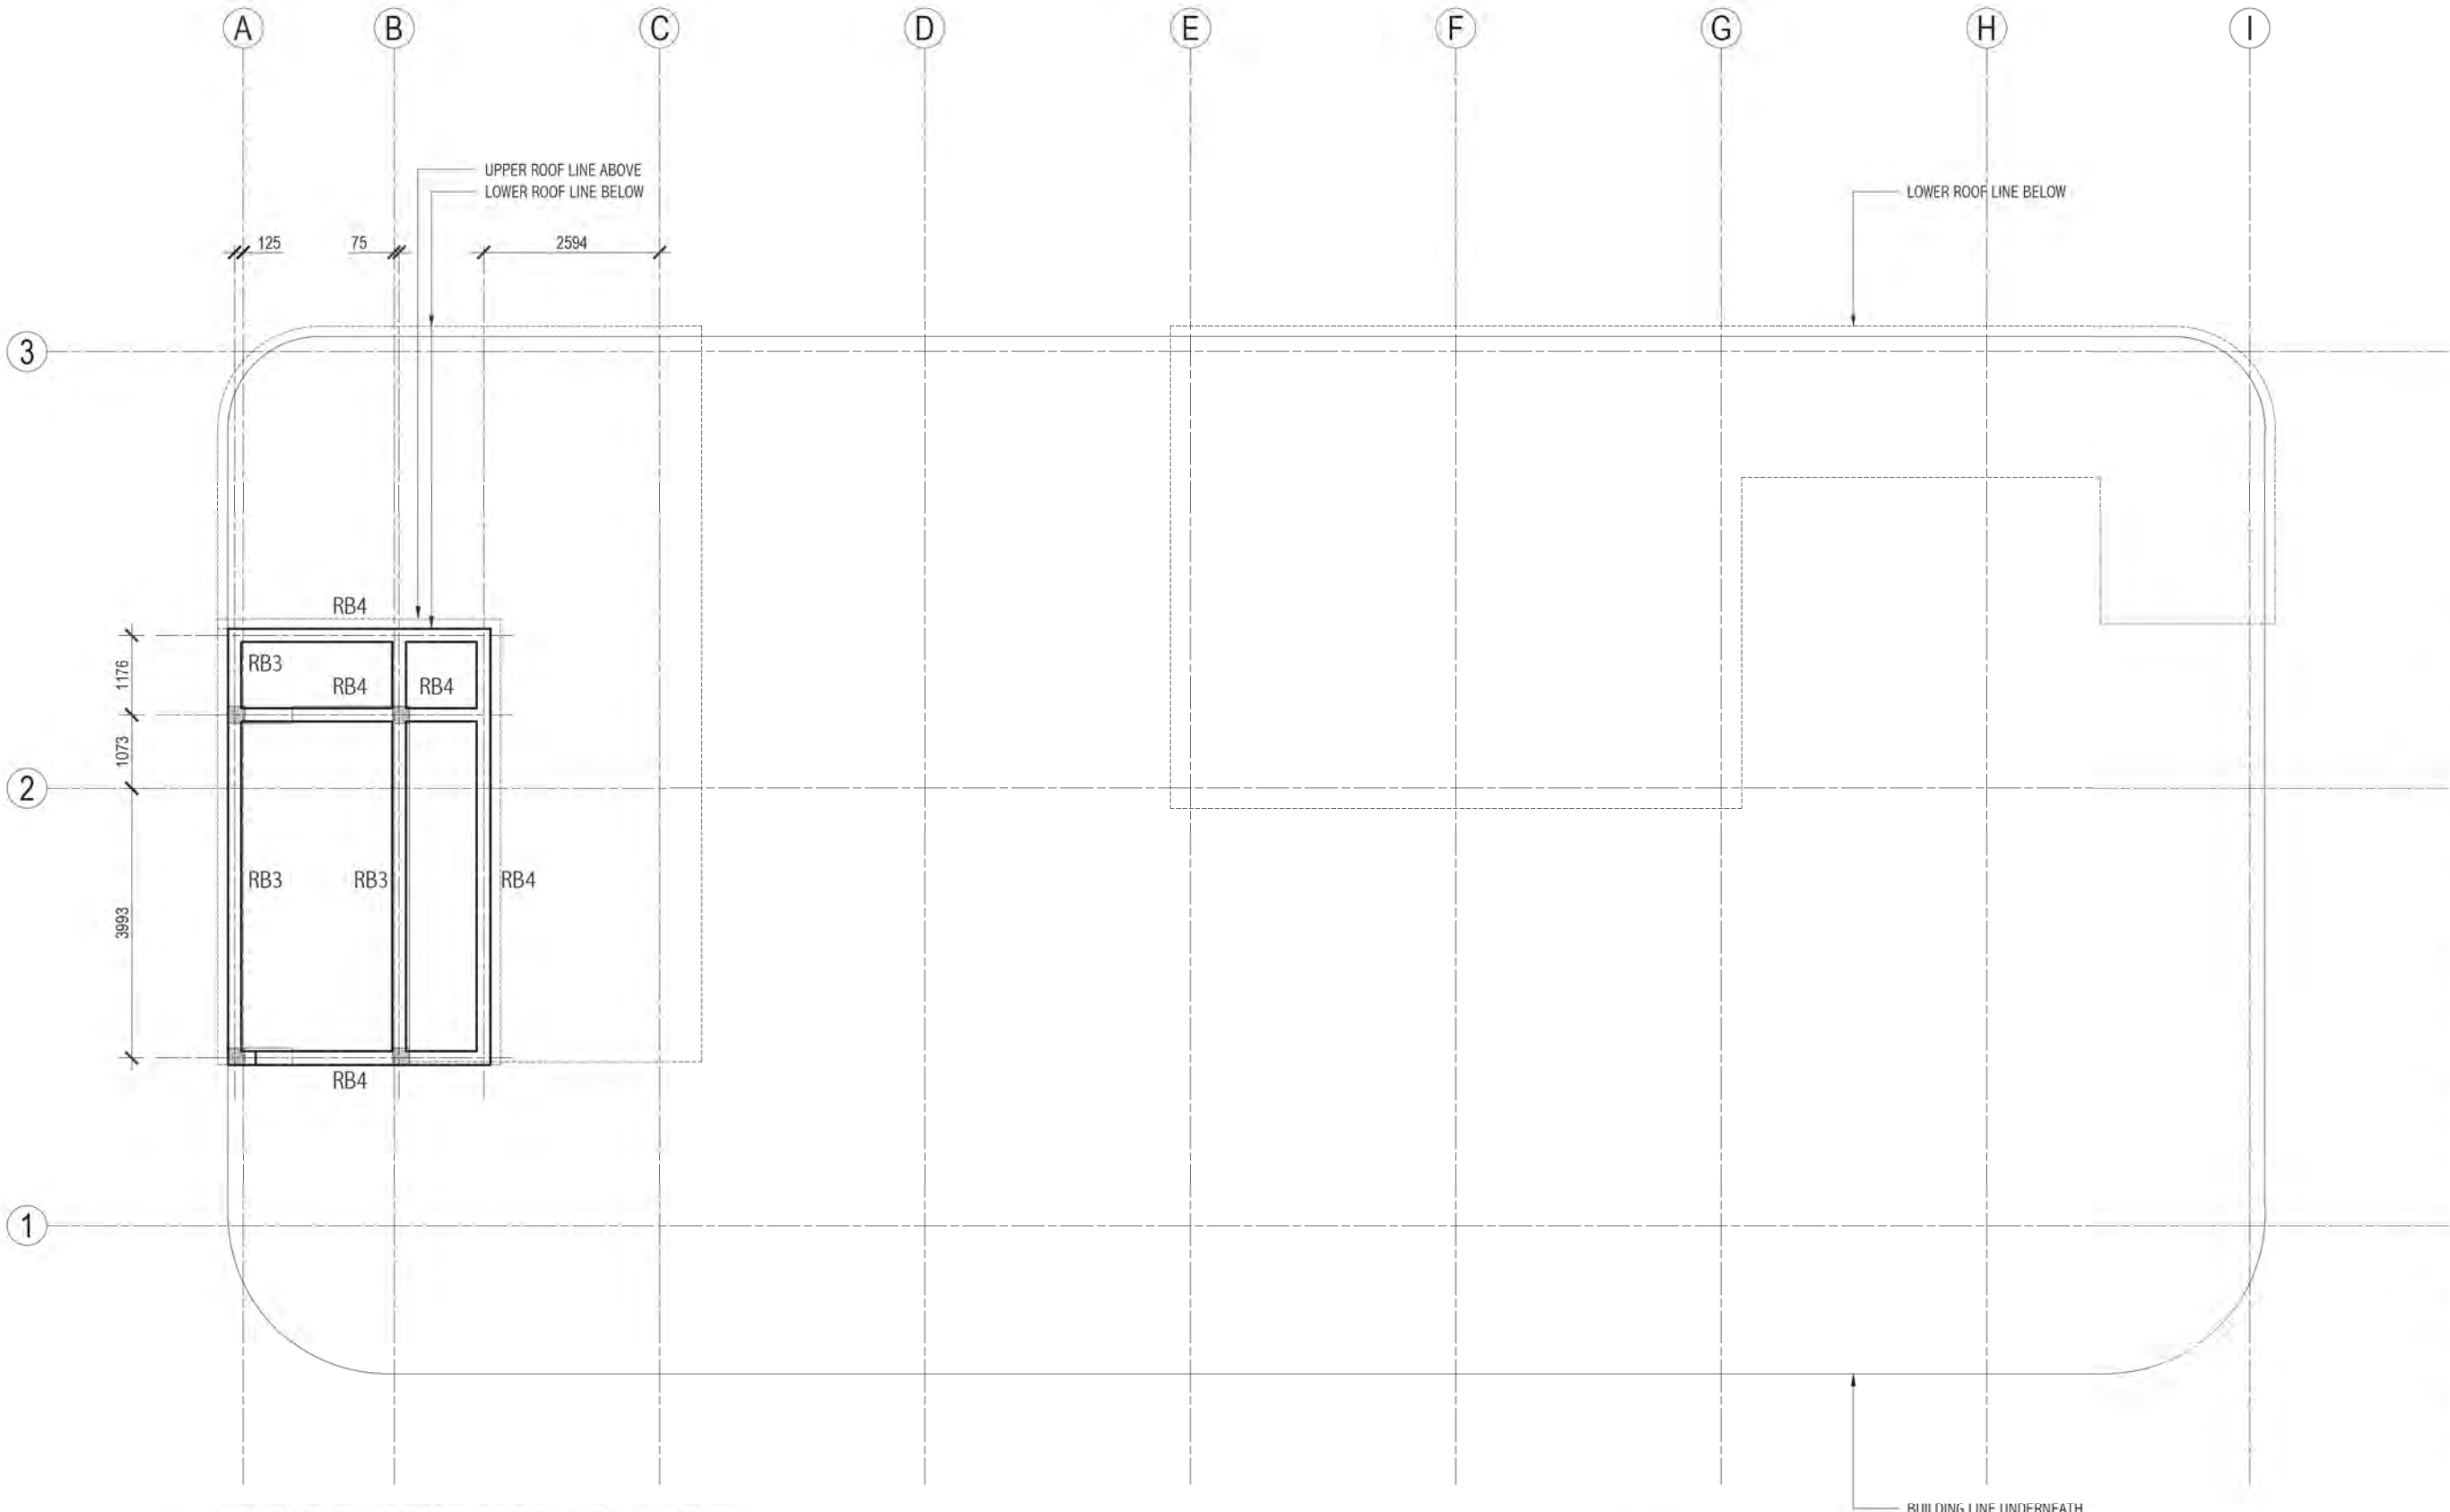 A B C D E F G H I
UPPER ROOF LINE ABOVE
LOWER ROOF LINE BELOW
LOWER ROOF LINE BELOW
125 75 2594
3
RB4
RB3
1176
RB4 RB4
1073
2
RB3 RB3 RB4
3993
RB4
1
BUILDING LINE UNDERNEATH